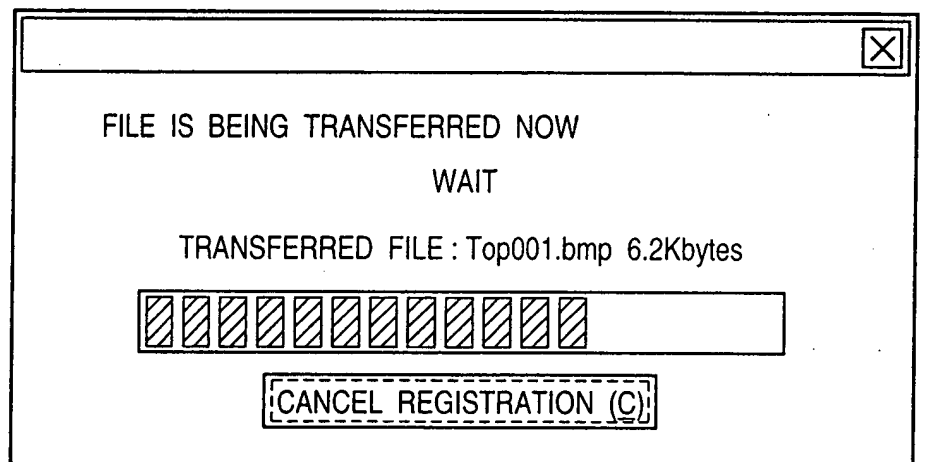 FILE IS BEING TRANSFERRED NOW
WAIT
TRANSFERRED FILE : Top001.bmp 6.2Kbytes
CANCEL REGISTRATION (C)